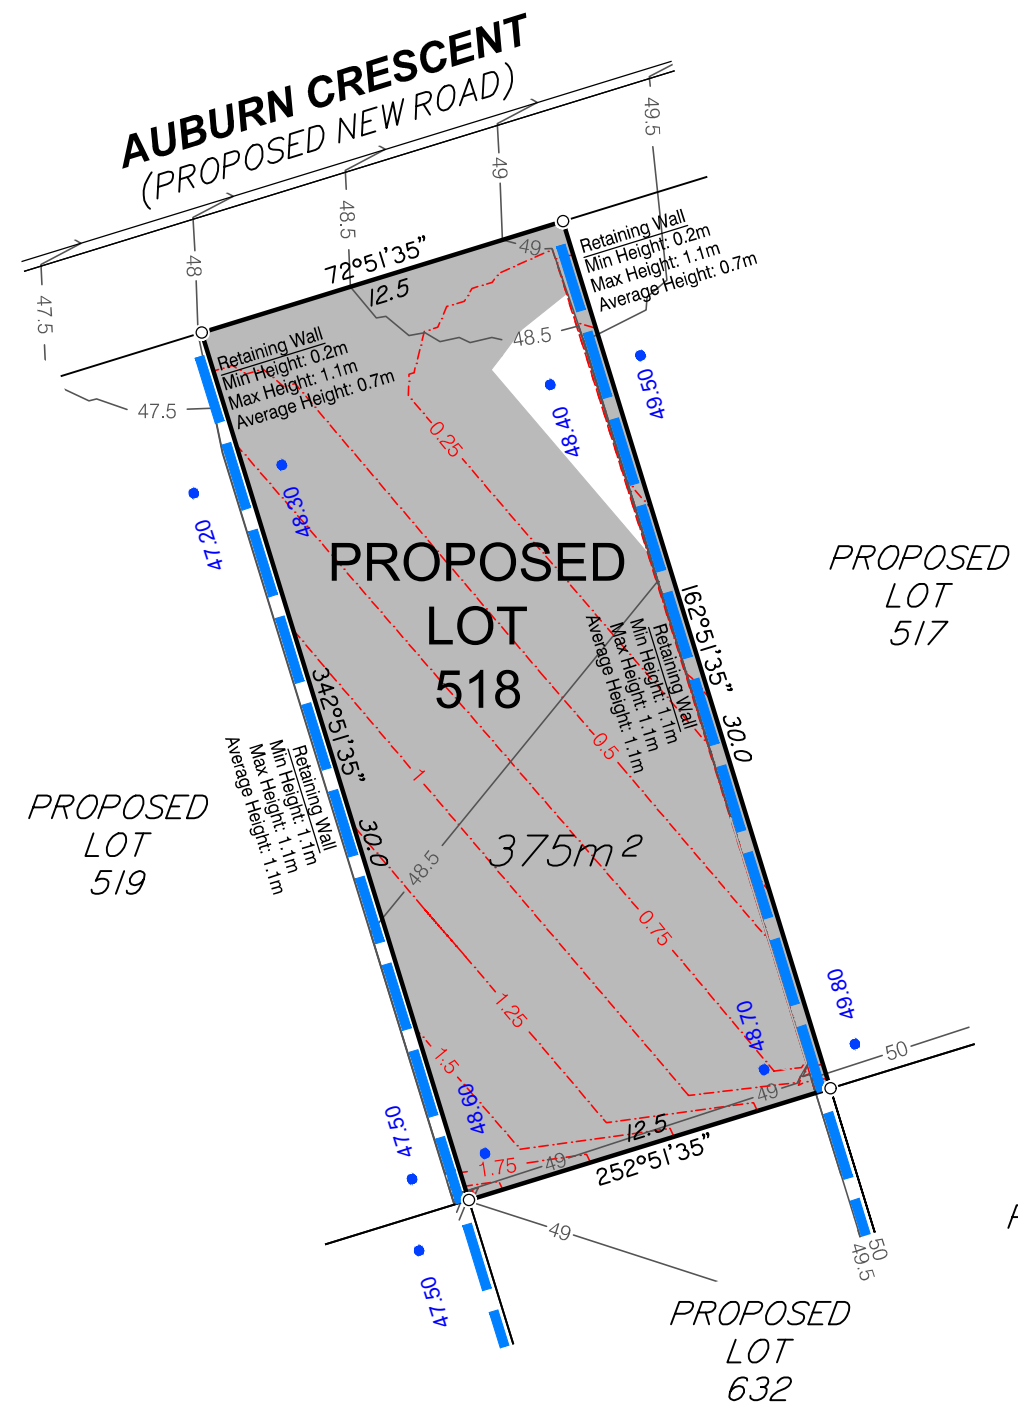 AUBURN CRESCENT
(PROPOSED NEW ROAD)
49.5
49
48.5
48
47.5
72°51'35"
12.5
49
Retaining Wall
Min Height: 0.2m
Max Height: 1.1m
Average Height: 0.7m
Retaining Wall
Min Height: 0.2m
Max Height: 1.1m
Average Height: 0.7m
48.5
47.5
49.50
48.40
0.25
48.30
47.20
PROPOSED
LOT
518
PROPOSED
LOT
517
162°51'35"
30.0
Retaining Wall
Min Height: 1.1m
Max Height: 1.1m
Average Height: 1.1m
342°51'35"
30.0
Retaining Wall
Min Height: 1.1m
Max Height: 1.1m
Average Height: 1.1m
0.5
1
PROPOSED
LOT
519
375m²
48.5
0.75
1.25
49.80
48.70
1.5
50
49
48.60
47.50
12.5
252°51'35"
49
1.75
49
47.50
50
49.5
PROPOSED
LOT
632